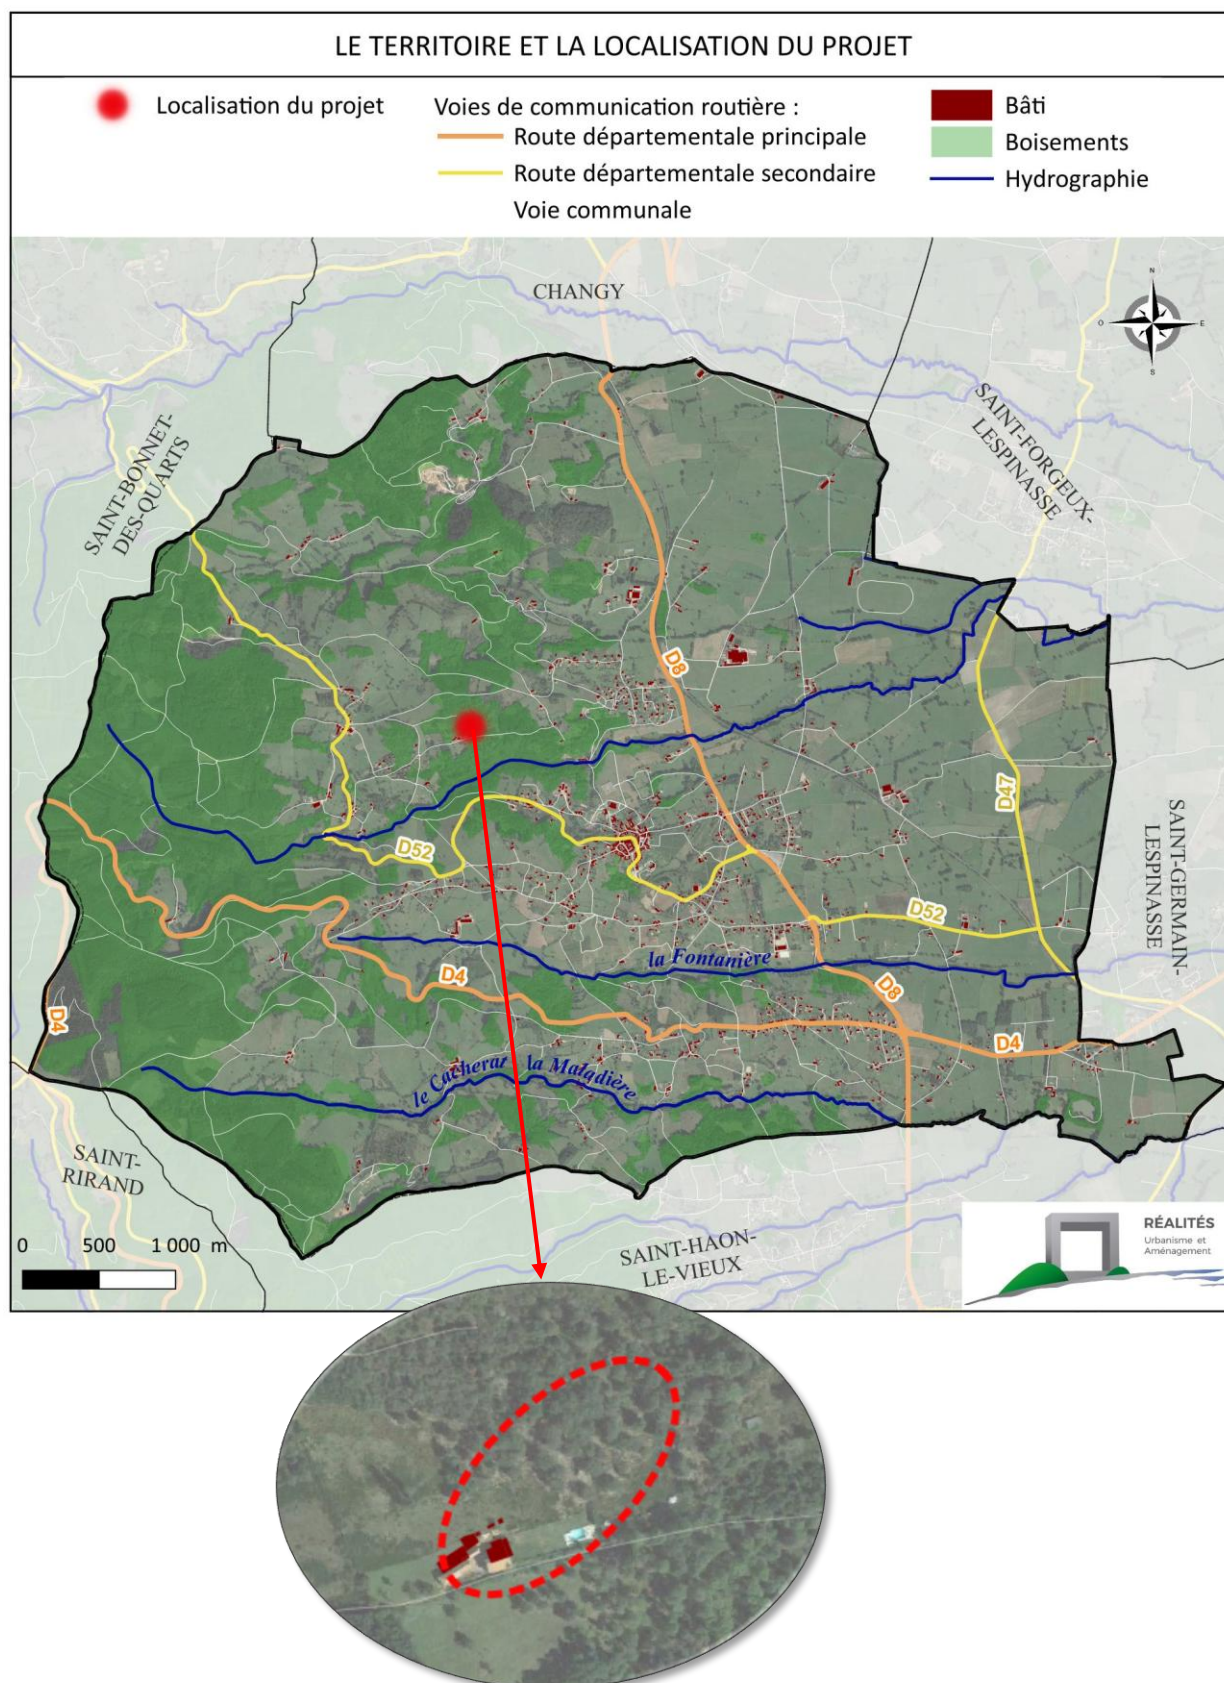 LE TERRITOIRE ET LA LOCALISATION DU PROJET
Localisation du projet
Voies de communication routière :
Route départementale principale
Route départementale secondaire
Voie communale
Bâti
Boisements
Hydrographie
CHANGY
N
O
E
S
SAINT-BONNET-
DES-QUARTS
SAINT-FORGEUX-
LESPINASSE
D8
D47
D52
D52
SAINT-GERMAIN-
LESPINASSE
la Fontanière
D4
D8
D4
D4
le Cacherat
la Maladière
SAINT-
RIRAND
SAINT-HAON-
LE-VIEUX
0 500 1 000 m
RÉALITÉS
Urbanisme et
Aménagement